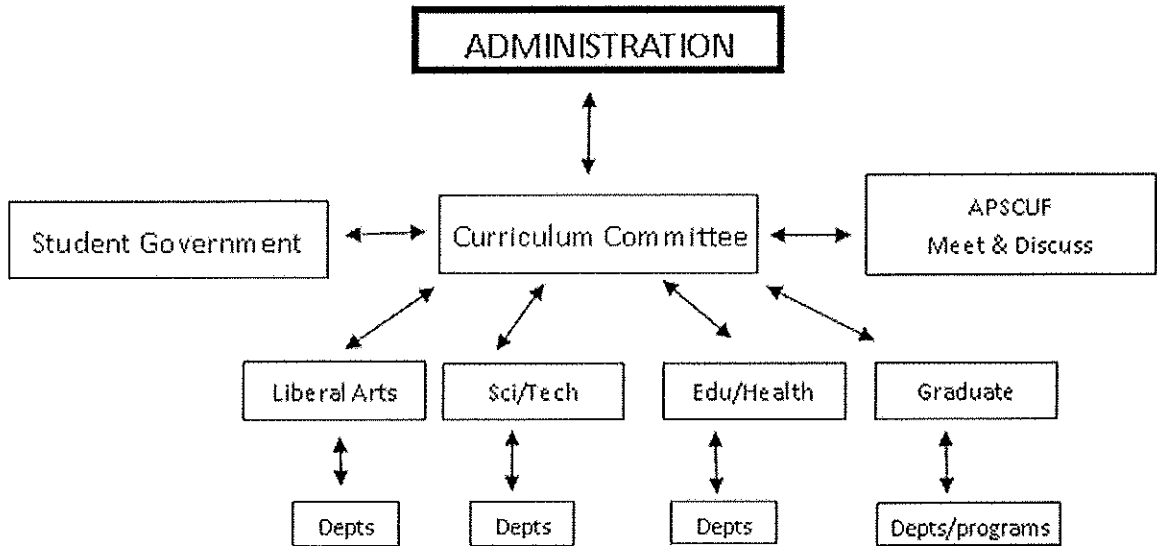 ADMINISTRATION
Student Government
Curriculum Committee
APSCUF
Meet & Discuss
Liberal Arts
Sci/Tech
Edu/Health
Graduate
Depts
Depts
Depts
Depts/programs